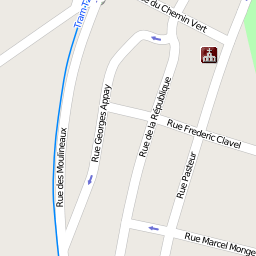 Tram-T2
Rue du Chemin Vert
Rue Georges Appay
Rue de la République
Rue Frederic Clavel
Rue des Moulineaux
Rue Pasteur
Rue Marcel Monge